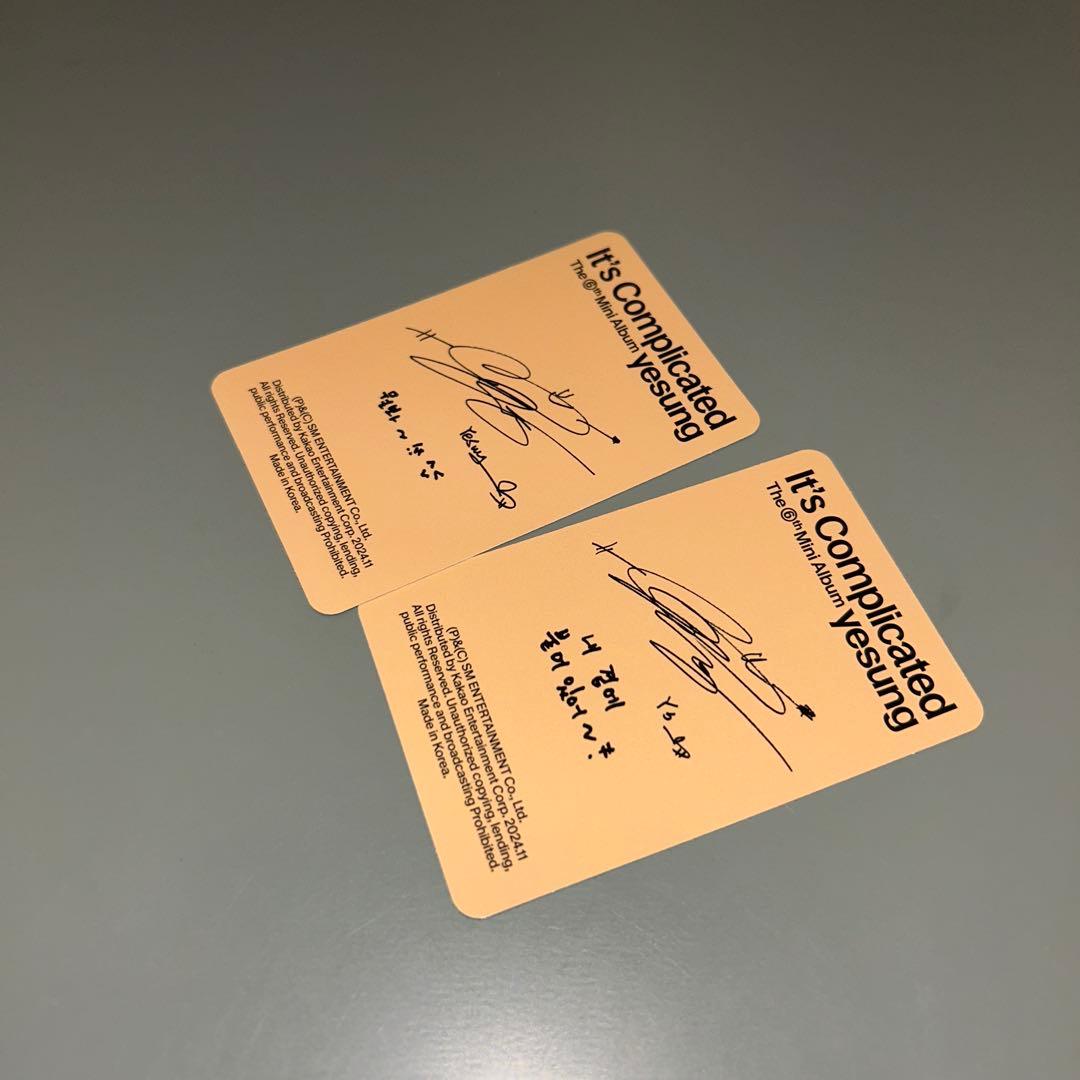 It's Complicated
The ⑥th Mini Album yesung
Yesung
(P)&(C) SM ENTERTAINMENT Co., Ltd.
Distributed by Kakao Entertainment Corp. 2024.11
All rights Reserved. Unauthorized copying, lending,
public performance and broadcasting Prohibited.
Made in Korea.
It's Complicated
The ⑥th Mini Album yesung
내 곁에
붙어 있어~
(P)&(C) SM ENTERTAINMENT Co., Ltd.
Distributed by Kakao Entertainment Corp. 2024.11
All rights Reserved. Unauthorized copying, lending,
public performance and broadcasting Prohibited.
Made in Korea.